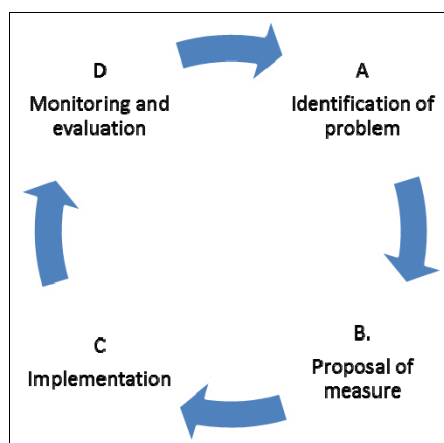 A
Identification of
problem
B.
Proposal of
measure
C
Implementation
D
Monitoring and
evaluation